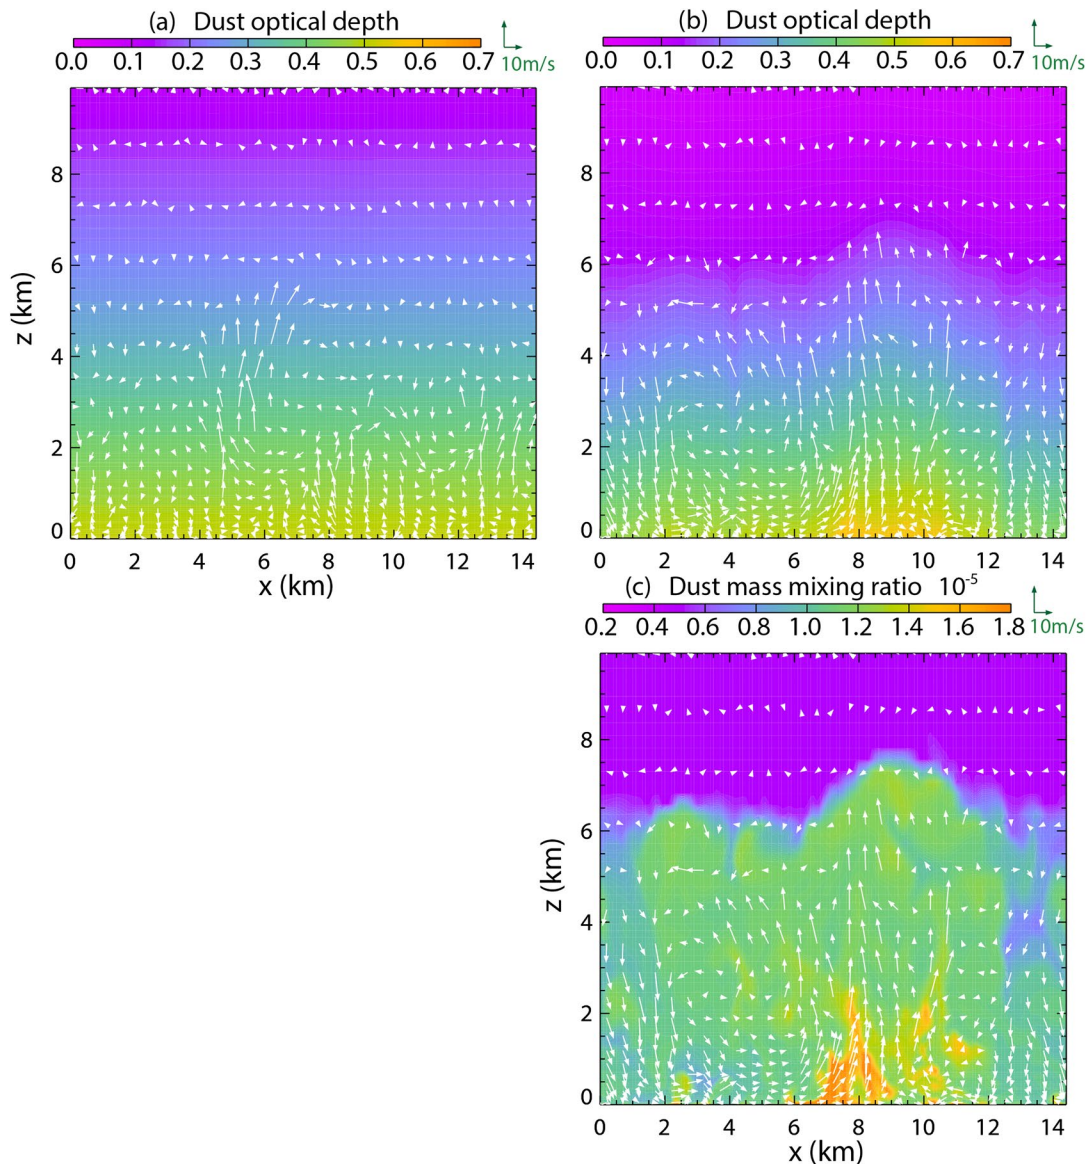 (a) Dust optical depth
0.0 0.1 0.2 0.3 0.4 0.5 0.6 0.7
10m/s
(b) Dust optical depth
0.0 0.1 0.2 0.3 0.4 0.5 0.6 0.7
10m/s
8
6
4
2
0
z (km)
0 2 4 6 8 10 12 14
x (km)
8
6
4
2
0
0 2 4 6 8 10 12 14
(c) Dust mass mixing ratio 10⁻⁵
0.2 0.4 0.6 0.8 1.0 1.2 1.4 1.6 1.8
10m/s
8
6
4
2
0
z (km)
0 2 4 6 8 10 12 14
x (km)